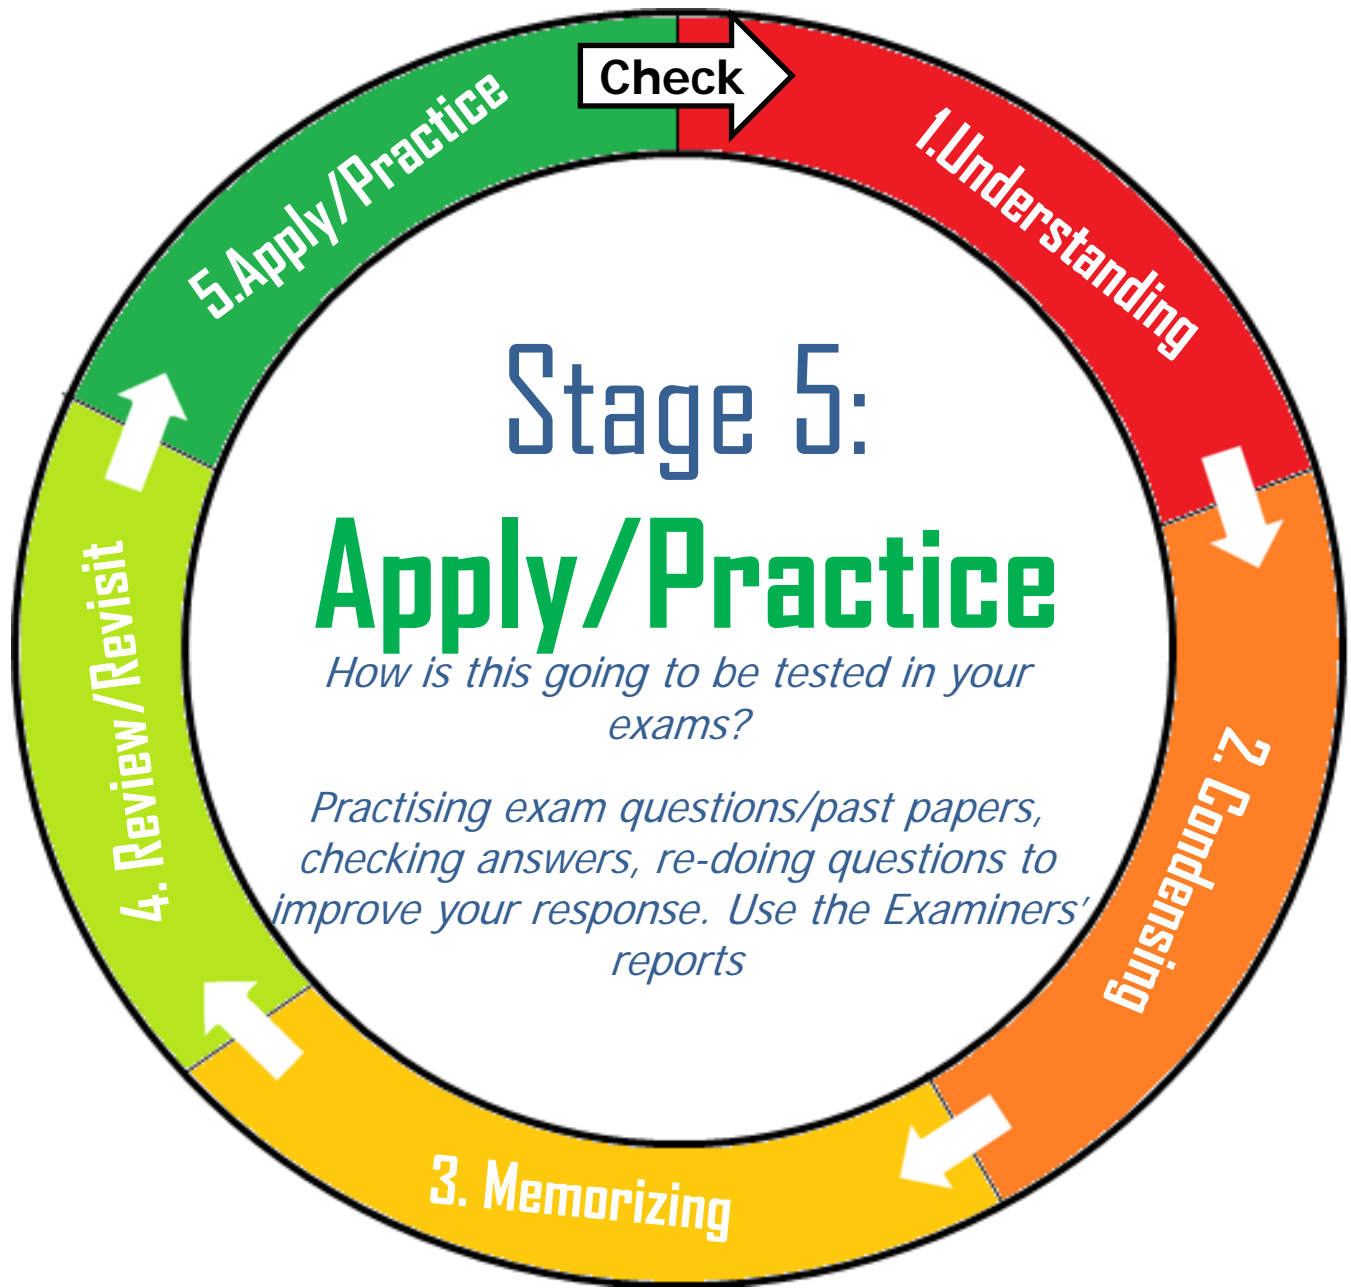 Check
1.Understanding
2. Condensing
3. Memorizing
4. Review/Revisit
5.Apply/Practice
Stage 5:
Apply/Practice
How is this going to be tested in your
exams?
Practising exam questions/past papers,
checking answers, re-doing questions to
improve your response. Use the Examiners’
reports